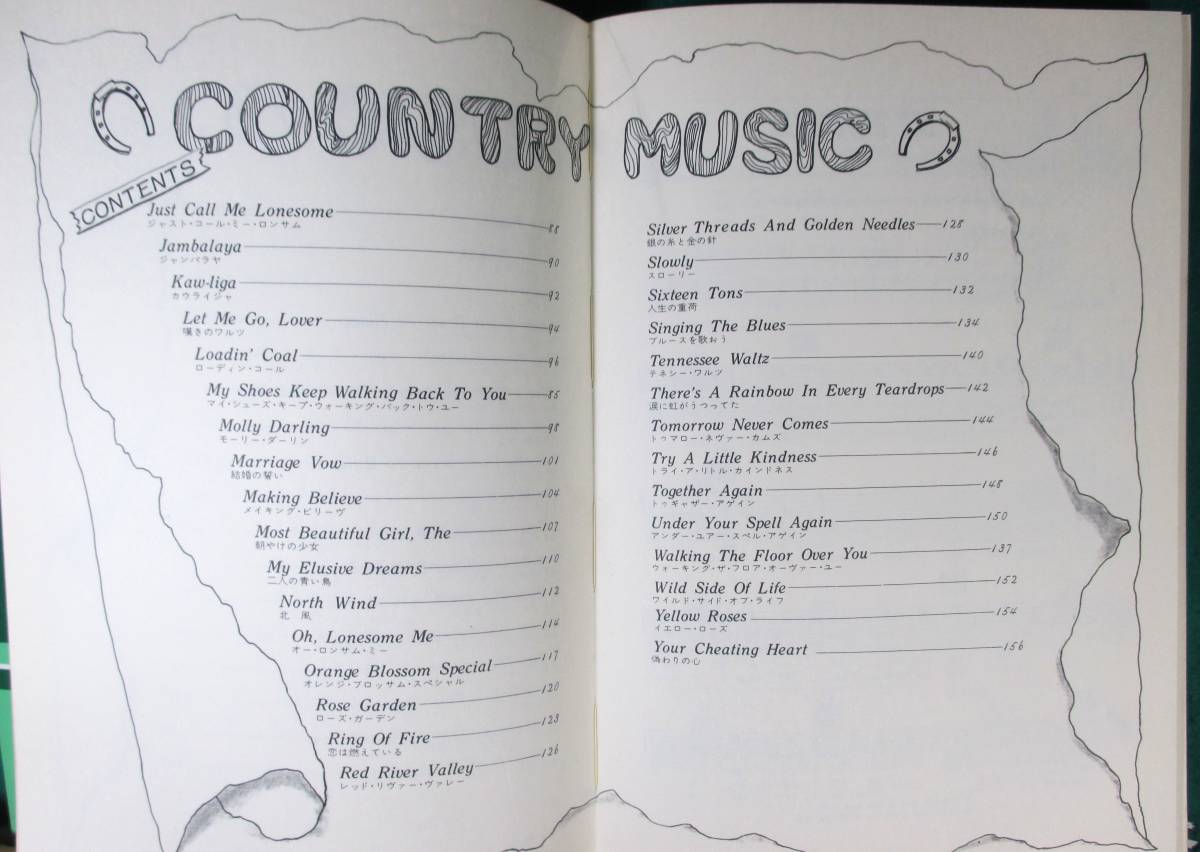 COUNTRY MUSIC
CONTENTS
Just Call Me Lonesome 88
ジャスト・コール・ミー・ロンサム
Jambalaya 90
ジャンバラヤ
Kaw-liga 92
カウライジャ
Let Me Go, Lover 94
嘆きのワルツ
Loadin' Coal 96
ローディン・コール
My Shoes Keep Walking Back To You 85
マイ・シューズ・キープ・ウォーキング・バック・トゥ・ユー
Molly Darling 98
モーリー・ダーリン
Marriage Vow 101
結婚の誓い
Making Believe 104
メイキング・ビリーヴ
Most Beautiful Girl, The 107
朝やけの少女
My Elusive Dreams 110
二人の青い鳥
North Wind 112
北 風
Oh, Lonesome Me 114
オー・ロンサム・ミー
Orange Blossom Special 117
オレンジ・ブロッサム・スペシャル
Rose Garden 120
ローズ・ガーデン
Ring Of Fire 123
恋は燃えている
Red River Valley 126
レッド・リヴァー・ヴァレー
Silver Threads And Golden Needles 128
銀の糸と金の針
Slowly 130
スローリー
Sixteen Tons 132
人生の重荷
Singing The Blues 134
ブルースを歌おう
Tennessee Waltz 140
テネシー・ワルツ
There's A Rainbow In Every Teardrops 142
涙に虹がうつってた
Tomorrow Never Comes 144
トゥマロー・ネヴァー・カムズ
Try A Little Kindness 146
トライ・ア・リトル・カインドネス
Together Again 148
トゥギャザー・アゲイン
Under Your Spell Again 150
アンダー・ユアー・スペル・アゲイン
Walking The Floor Over You 137
ウォーキング・ザ・フロア・オーヴァー・ユー
Wild Side Of Life 152
ワイルド・サイド・オブ・ライフ
Yellow Roses 154
イエロー・ローズ
Your Cheating Heart 156
偽わりの心